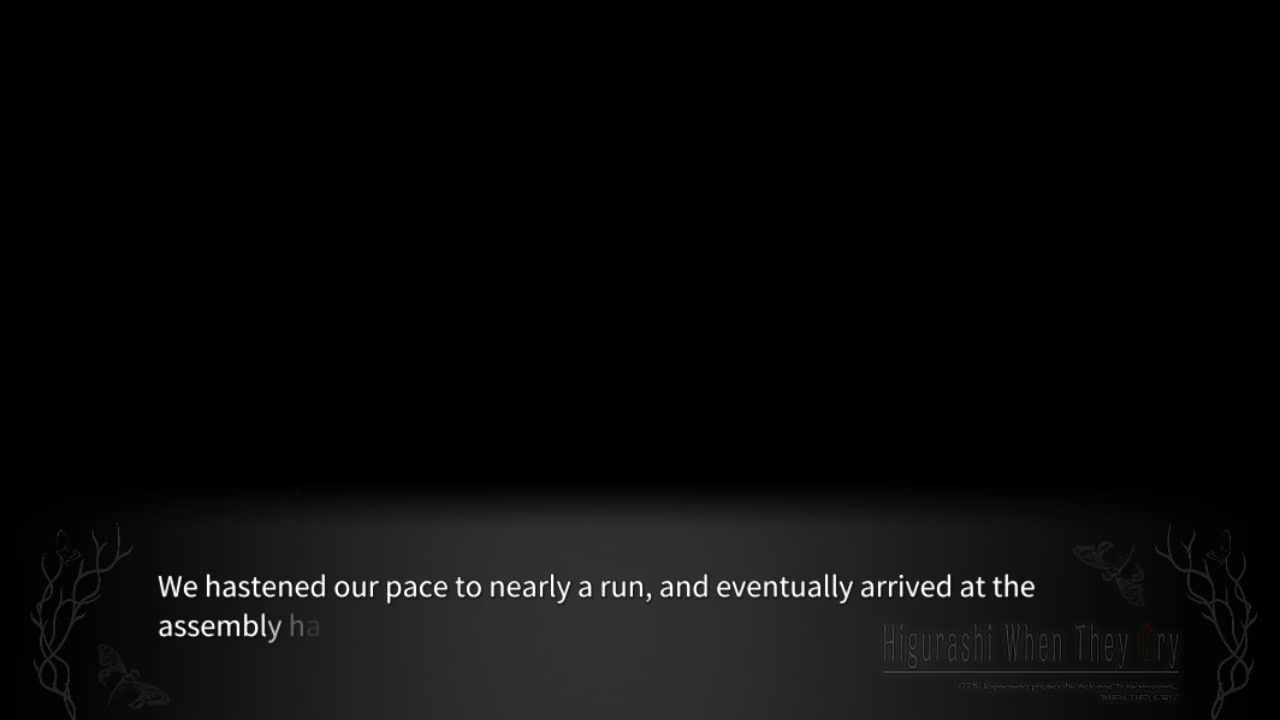 We hastened our pace to nearly a run, and eventually arrived at the
assembly ha
Higurashi When They Cry